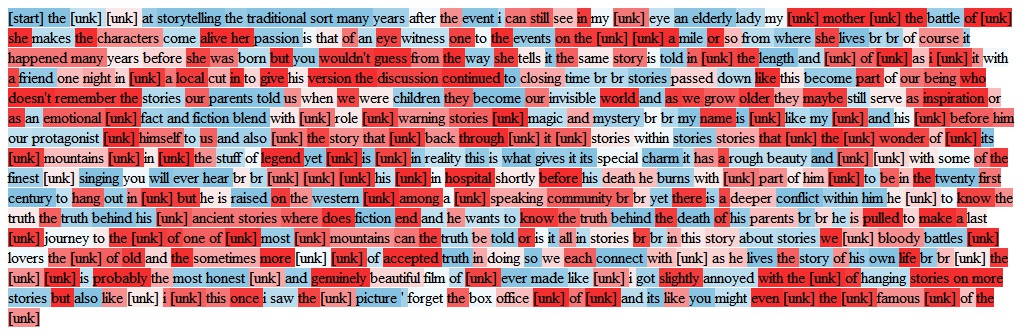 [start] the [unk] [unk] at storytelling the traditional sort many years after the event i can still see in my [unk] eye an elderly lady my [unk] mother [unk] the battle of [unk]
she makes the characters come alive her passion is that of an eye witness one to the events on the [unk] [unk] a mile or so from where she lives br br of course it
happened many years before she was born but you wouldn't guess from the way she tells it the same story is told in [unk] the length and [unk] of [unk] as i [unk] it with
a friend one night in [unk] a local cut in to give his version the discussion continued to closing time br br stories passed down like this become part of our being who
doesn't remember the stories our parents told us when we were children they become our invisible world and as we grow older they maybe still serve as inspiration or
as an emotional [unk] fact and fiction blend with [unk] role [unk] warning stories [unk] magic and mystery br br my name is [unk] like my [unk] and his [unk] before him
our protagonist [unk] himself to us and also [unk] the story that [unk] back through [unk] it [unk] stories within stories stories that [unk] the [unk] wonder of [unk] its
[unk] mountains [unk] in [unk] the stuff of legend yet [unk] is [unk] in reality this is what gives it its special charm it has a rough beauty and [unk] [unk] with some of the
finest [unk] singing you will ever hear br br [unk] [unk] [unk] his [unk] in hospital shortly before his death he burns with [unk] part of him [unk] to be in the twenty first
century to hang out in [unk] but he is raised on the western [unk] among a [unk] speaking community br br yet there is a deeper conflict within him he [unk] to know the
truth the truth behind his [unk] ancient stories where does fiction end and he wants to know the truth behind the death of his parents br br he is pulled to make a last
[unk] journey to the [unk] of one of [unk] most [unk] mountains can the truth be told or is it all in stories br br in this story about stories we [unk] bloody battles [unk]
lovers the [unk] of old and the sometimes more [unk] [unk] of accepted truth in doing so we each connect with [unk] as he lives the story of his own life br br [unk] the
[unk] [unk] is probably the most honest [unk] and genuinely beautiful film of [unk] ever made like [unk] i got slightly annoyed with the [unk] of hanging stories on more
stories but also like [unk] i [unk] this once i saw the [unk] picture ' forget the box office [unk] of [unk] and its like you might even [unk] the [unk] famous [unk] of the
[unk]